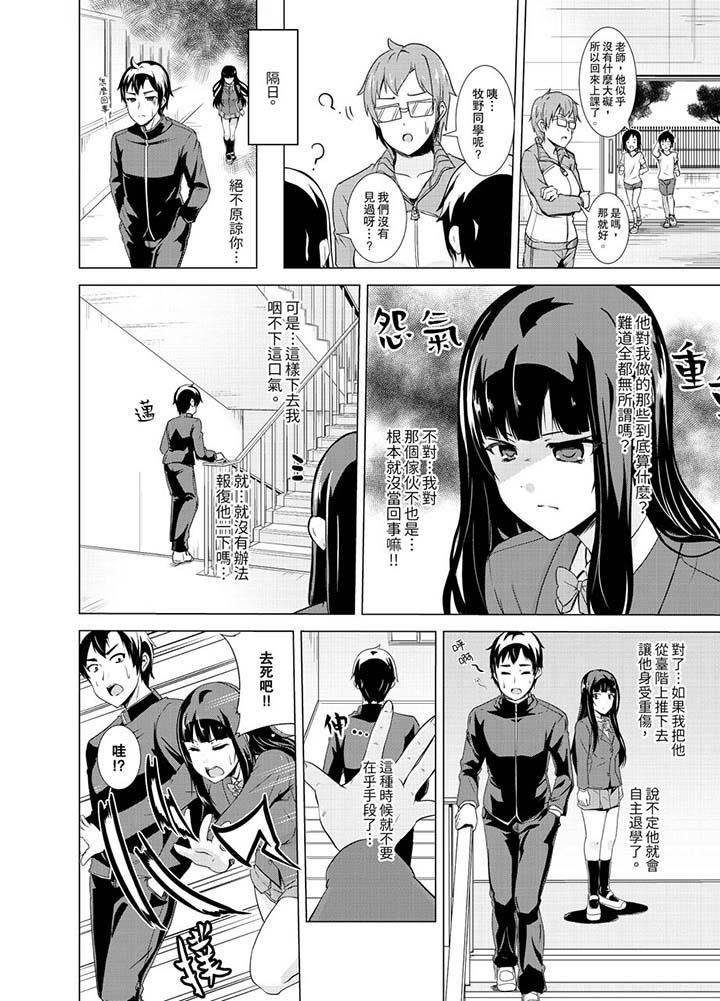 老師，他似乎
沒有什麼大礙，
所以回來上課了。
是嗎，
那就好。
咦…
牧野同學呢？
？
？
我們沒有
見過呀…？
隔日。
怎麼回事！
絕不原諒你…
他對我做的那些到底算什麼？
難道全都無所謂嗎？
重
怨氣
不對…我對
那個傢伙不也是…
根本就沒當回事嘛!!
可是…這樣下去我
咽不下這口氣。
邁
就…就沒有辦法
報復他一下嗎…
對了…如果我把他
從臺階上推下去
讓他身受重傷，
說不定他就會
自主退學了。
呼啊…
伸…
這種時候就不要
在乎手段了…
去死吧!!
哇!?
撲